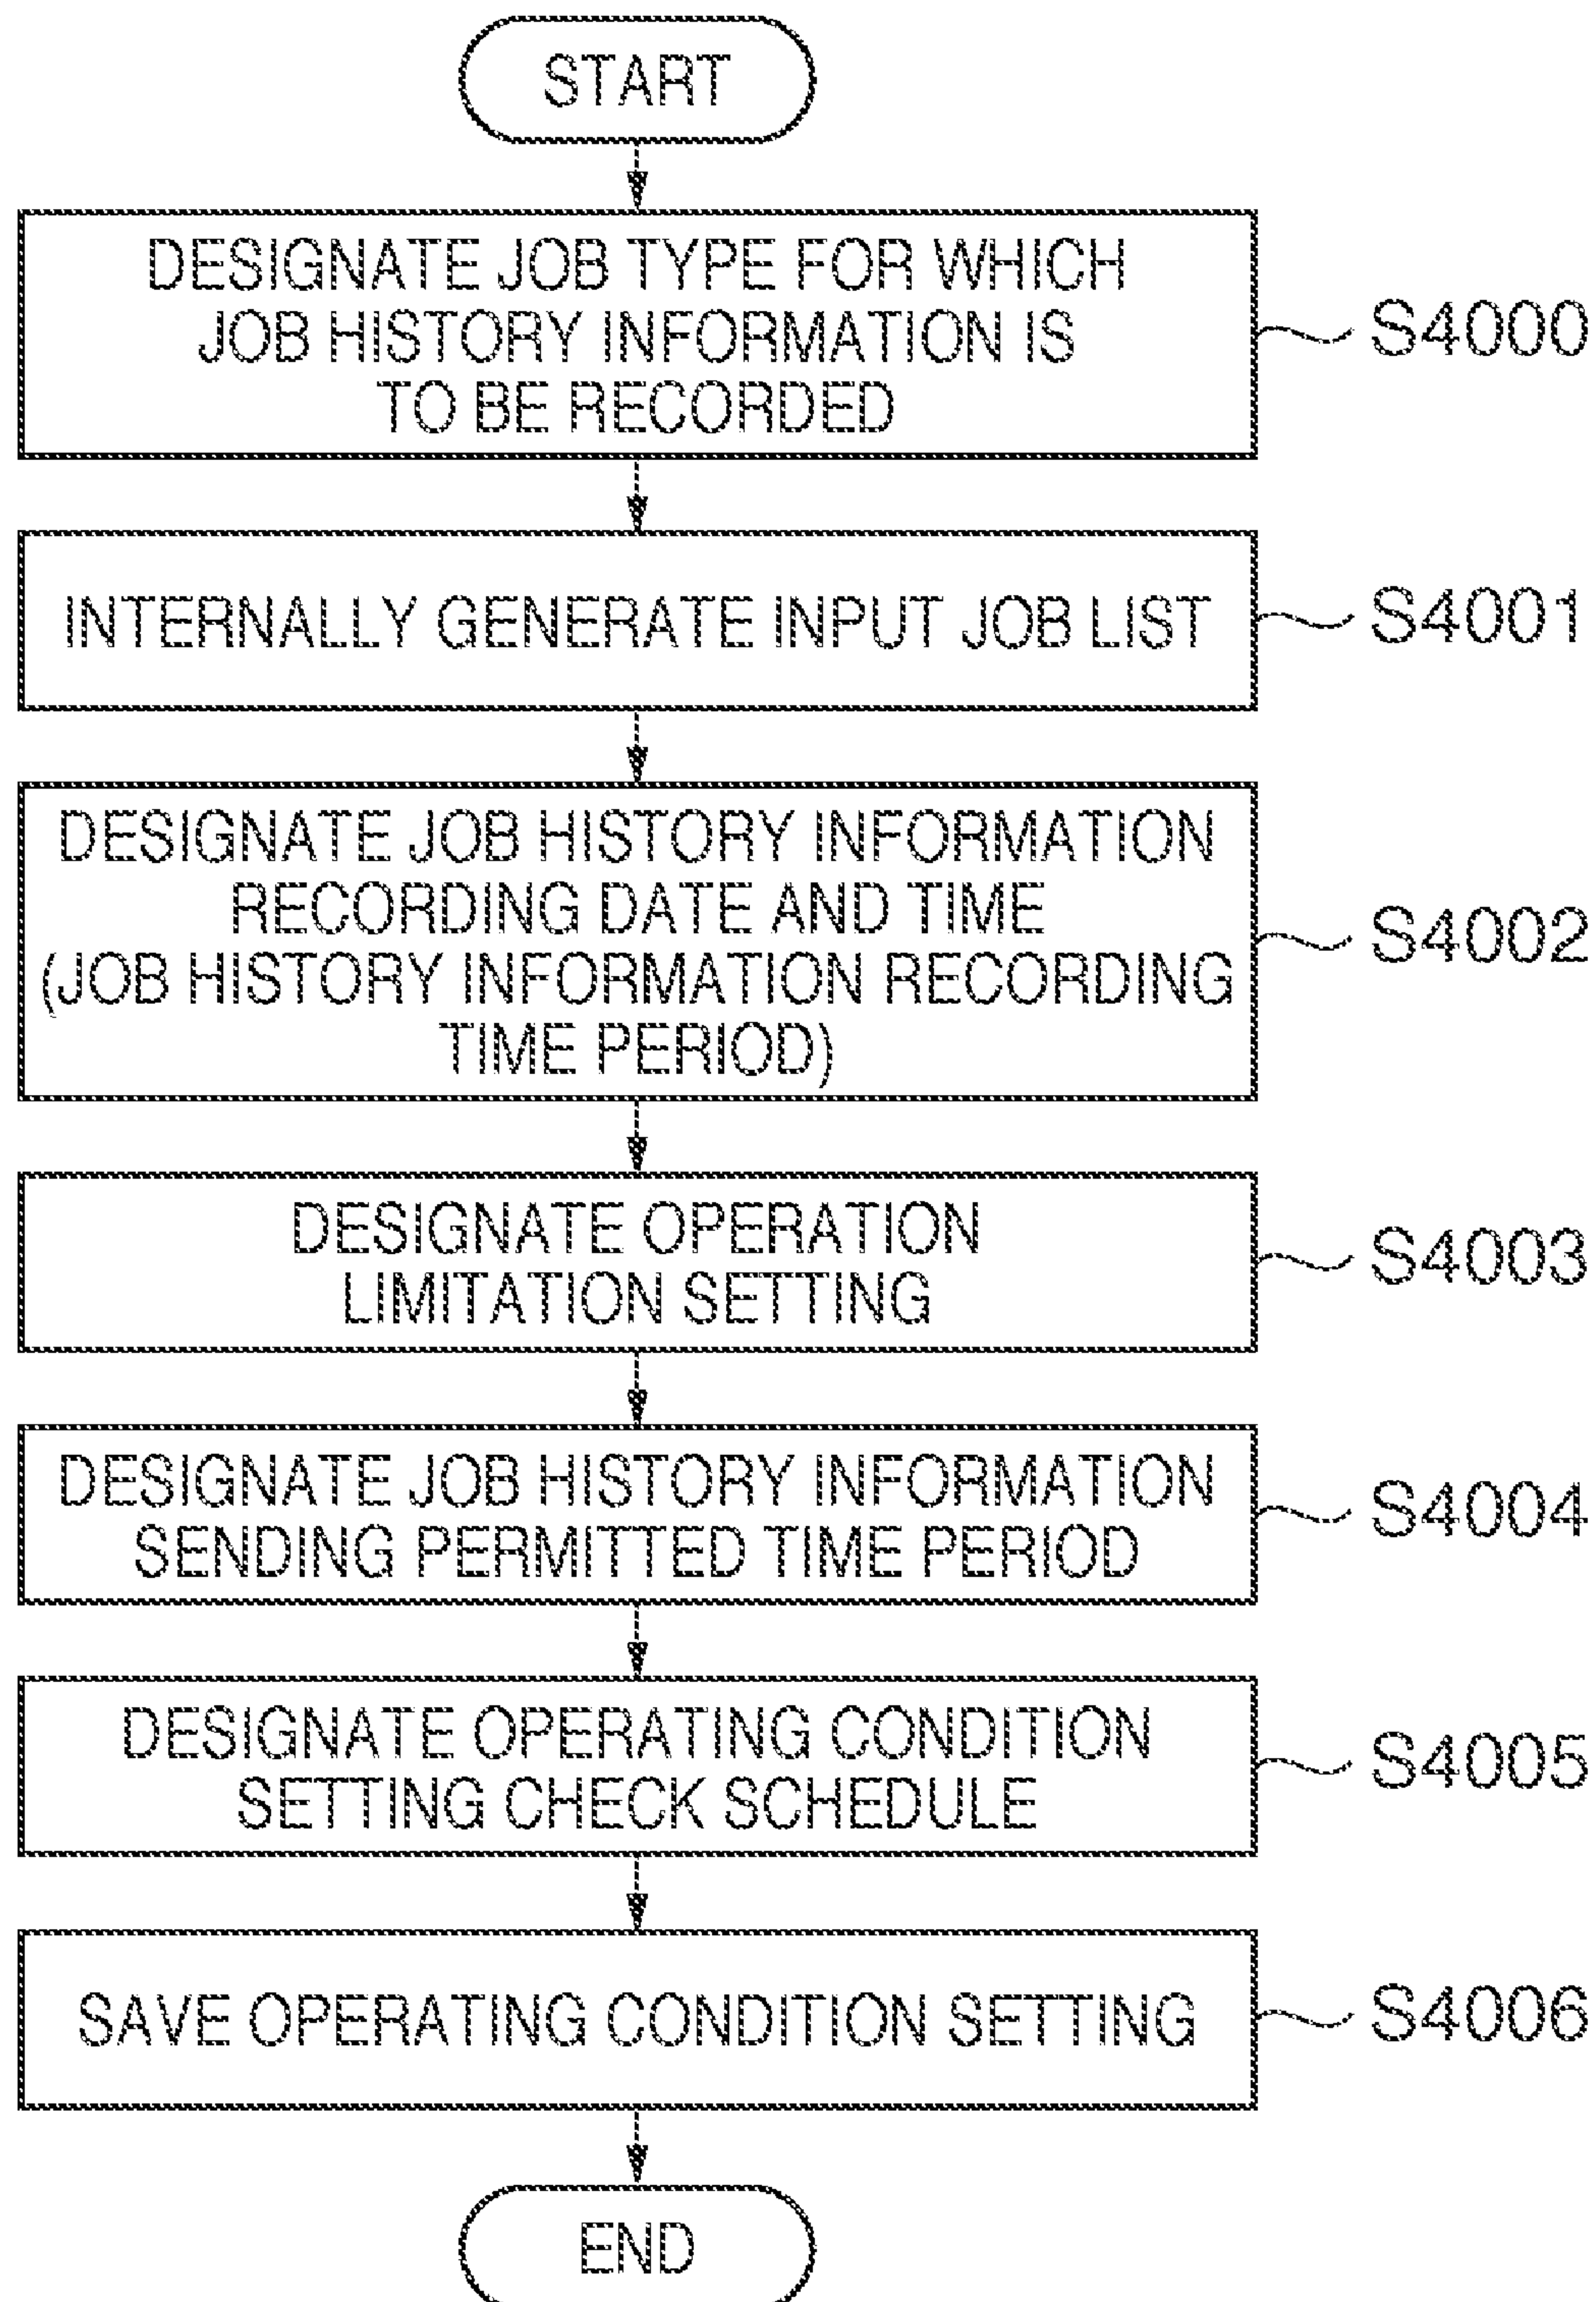 START
DESIGNATE JOB TYPE FOR WHICH
JOB HISTORY INFORMATION IS
TO BE RECORDED
S4000
INTERNALLY GENERATE INPUT JOB LIST
S4001
DESIGNATE JOB HISTORY INFORMATION
RECORDING DATE AND TIME
(JOB HISTORY INFORMATION RECORDING
TIME PERIOD)
S4002
DESIGNATE OPERATION
LIMITATION SETTING
S4003
DESIGNATE JOB HISTORY INFORMATION
SENDING PERMITTED TIME PERIOD
S4004
DESIGNATE OPERATING CONDITION
SETTING CHECK SCHEDULE
S4005
SAVE OPERATING CONDITION SETTING
S4006
END